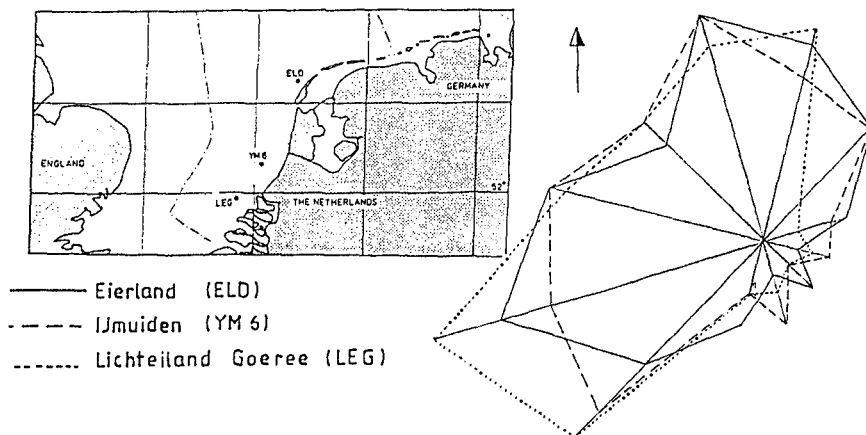 ELD
GERMANY
ENGLAND
YM 6
52°
LEG
THE NETHERLANDS
Eierland (ELD)
IJmuiden (YM 6)
Lichteiland Goeree (LEG)